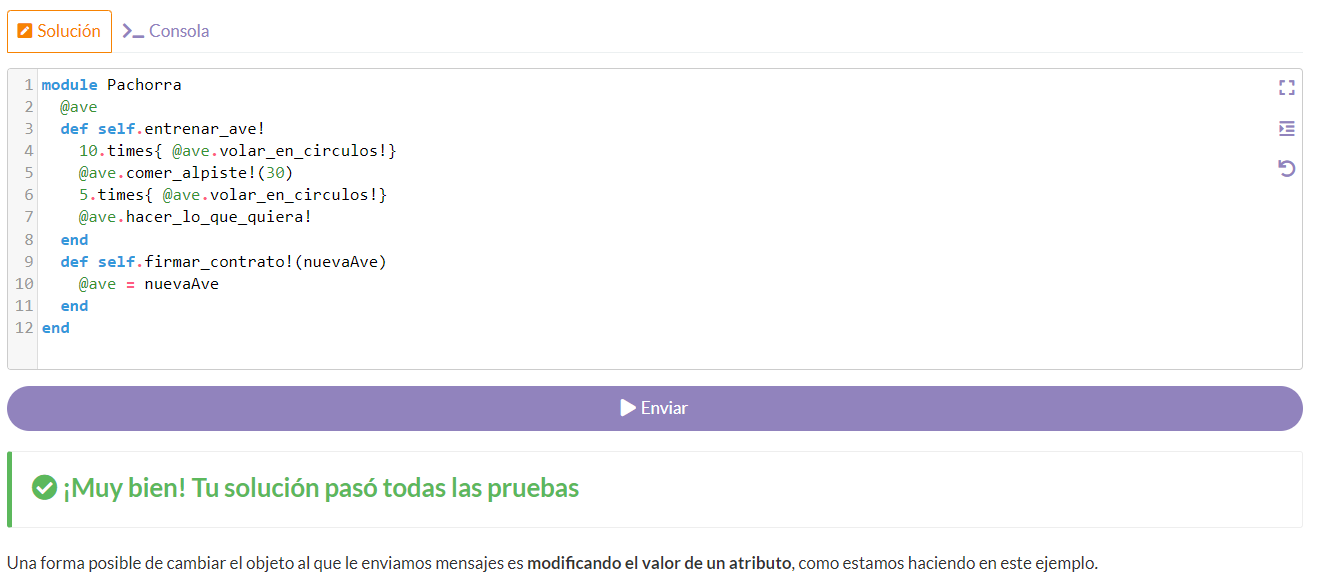 Solución Consola
1 module Pachorra
2   @ave
3   def self.entrenar_ave!
4     10.times{ @ave.volar_en_circulos!}
5     @ave.comer_alpiste!(30)
6     5.times{ @ave.volar_en_circulos!}
7     @ave.hacer_lo_que_quiera!
8   end
9   def self.firmar_contrato!(nuevaAve)
10     @ave = nuevaAve
11   end
12 end
Enviar
¡Muy bien! Tu solución pasó todas las pruebas
Una forma posible de cambiar el objeto al que le enviamos mensajes es modificando el valor de un atributo, como estamos haciendo en este ejemplo.